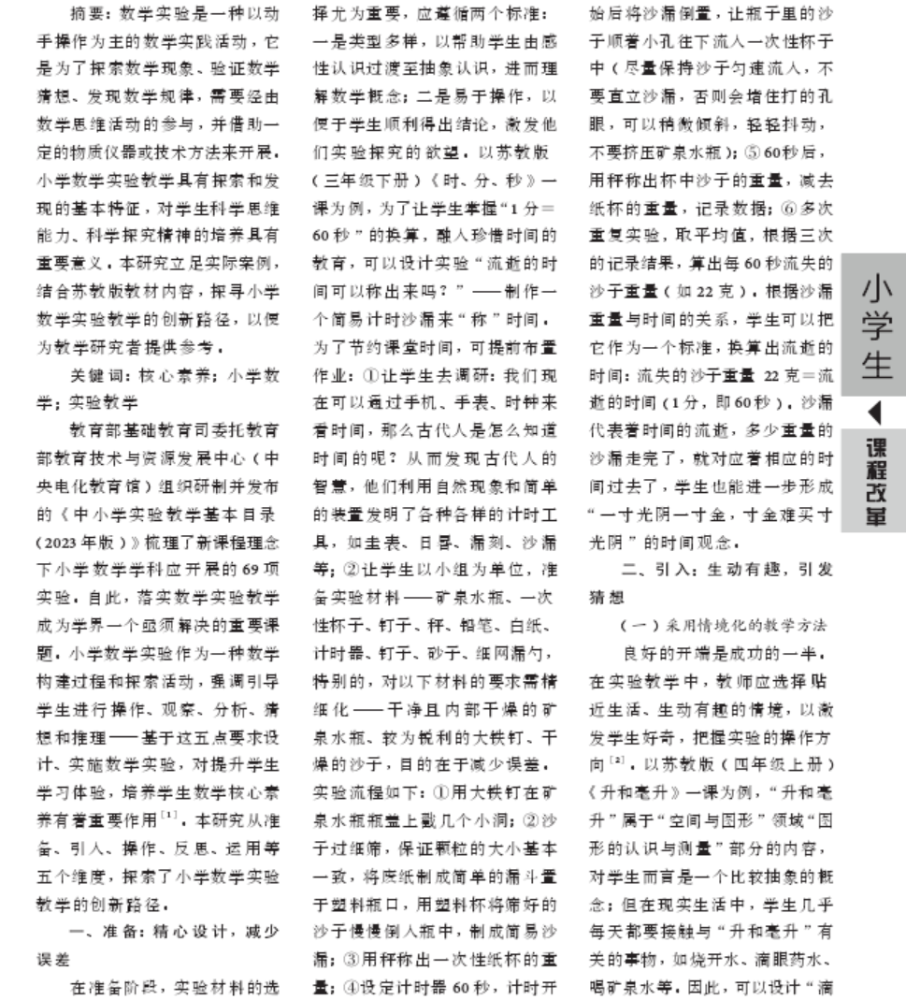 摘要：数学实验是一种以动
手操作为主的数学实践活动，它
是为了探索数学现象、验证数学
猜想、发现数学规律，需要经由
数学思维活动的参与，并借助一
定的物质仪器或技术方法来开展。
小学数学实验教学具有探索和发
现的基本特征，对学生科学思维
能力、科学探究精神的培养具有
重要意义。本研究立足实际案例，
结合苏教版教材内容，探寻小学
数学实验教学的创新路径，以便
为教学研究者提供参考。
关键词：核心素养；小学数
学；实验教学
教育部基础教育司委托教育
部教育技术与资源发展中心（中
央电化教育馆）组织研制并发布
的《中小学实验教学基本目录
（2023年版）》梳理了新课程理念
下小学数学学科应开展的69项
实验。自此，落实数学实验教学
成为学界一个亟须解决的重要课
题。小学数学实验作为一种数学
构建过程和探索活动，强调引导
学生进行操作、观察、分析、猜
想和推理——基于这五点要求设
计、实施数学实验，对提升学生
学习体验，培养学生数学核心素
养有着重要作用[1]。本研究从准
备、引入、操作、反思、运用等
五个维度，探索了小学数学实验
教学的创新路径。
一、准备：精心设计，减少
误差
在准备阶段，实验材料的选
择尤为重要，应遵循两个标准：
一是类型多样，以帮助学生由感
性认识过渡至抽象认识，进而理
解数学概念；二是易于操作，以
便于学生顺利得出结论，激发他
们实验探究的欲望。以苏教版
（三年级下册）《时、分、秒》一
课为例，为了让学生掌握“1分＝
60秒”的换算，融入珍惜时间的
教育，可以设计实验“流逝的时
间可以称出来吗？”——制作一
个简易计时沙漏来“称”时间。
为了节约课堂时间，可提前布置
作业：①让学生去调研：我们现
在可以通过手机、手表、时钟来
看时间，那么古代人是怎么知道
时间的呢？从而发现古代人的
智慧，他们利用自然现象和简单
的装置发明了各种各样的计时工
具，如圭表、日晷、漏刻、沙漏
等；②让学生以小组为单位，准
备实验材料——矿泉水瓶、一次
性杯子、钉子、秤、铅笔、白纸、
计时器、钉子、砂子、细网漏勺，
特别的，对以下材料的要求需精
细化——干净且内部干燥的矿
泉水瓶、较为锐利的大铁钉、干
燥的沙子，目的在于减少误差。
实验流程如下：①用大铁钉在矿
泉水瓶瓶盖上戳几个小洞；②沙
子过细筛，保证颗粒的大小基本
一致，将废纸制成简单的漏斗置
于塑料瓶口，用塑料杯将筛好的
沙子慢慢倒入瓶中，制成简易沙
漏；③用秤称出一次性纸杯的重
量；④设定计时器60秒，计时开
始后将沙漏倒置，让瓶子里的沙
子顺着小孔往下流入一次性杯子
中（尽量保持沙子匀速流入，不
要直立沙漏，否则会堵住打的孔
眼，可以稍微倾斜，轻轻抖动，
不要挤压矿泉水瓶）；⑤60秒后，
用秤称出杯中沙子的重量，减去
纸杯的重量，记录数据；⑥多次
重复实验，取平均值，根据三次
的记录结果，算出每60秒流失的
沙子重量（如22克）。根据沙漏
重量与时间的关系，学生可以把
它作为一个标准，换算出流逝的
时间：流失的沙子重量 22克＝流
逝的时间（1分，即60秒）。沙漏
代表着时间的流逝，多少重量的
沙漏走完了，就对应着相应的时
间过去了，学生也能进一步形成
“一寸光阴一寸金，寸金难买寸
光阴”的时间观念。
二、引入：生动有趣，引发
猜想
（一）采用情境化的教学方法
良好的开端是成功的一半。
在实验教学中，教师应选择贴
近生活、生动有趣的情境，以激
发学生好奇，把握实验的操作方
向[2]。以苏教版（四年级上册）
《升和毫升》一课为例，“升和毫
升”属于“空间与图形”领域“图
形的认识与测量”部分的内容，
对学生而言是一个比较抽象的概
念；但在现实生活中，学生几乎
每天都要接触与“升和毫升”有
关的事物，如烧开水、滴眼药水、
喝矿泉水等。因此，可以设计“滴
小学生
课程改革